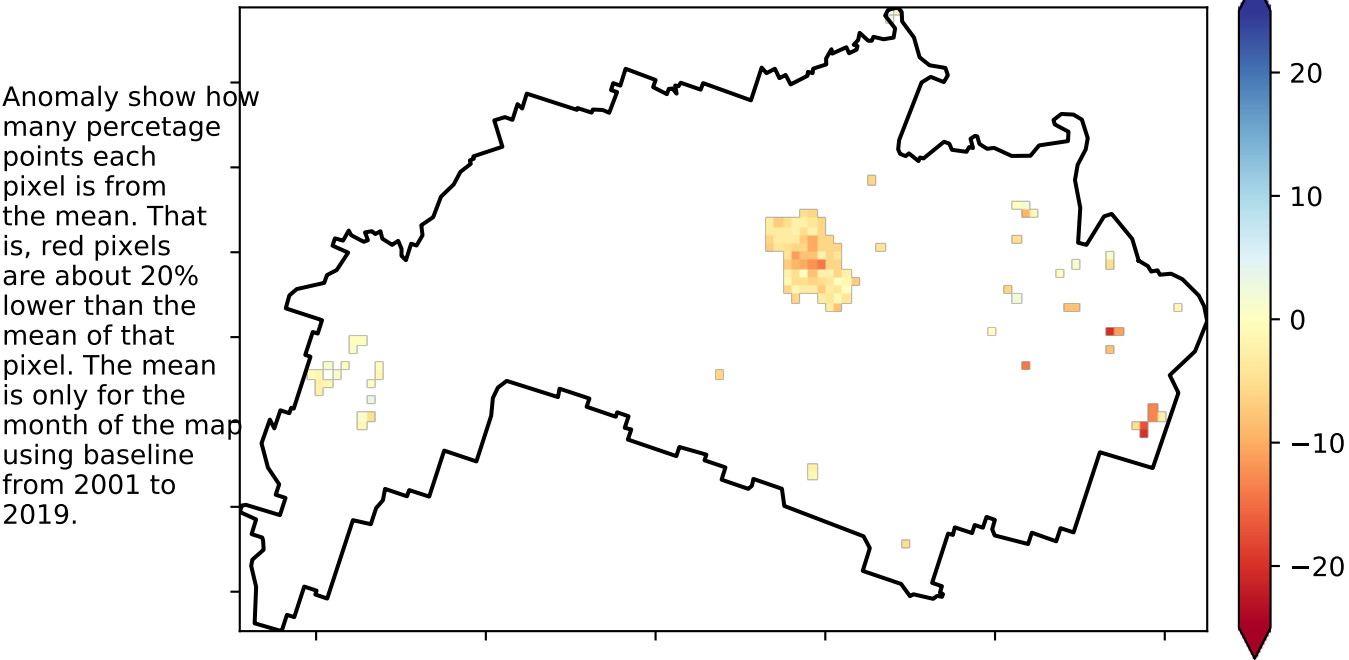 Anomaly show how
many percetage
points each
pixel is from
the mean. That
is, red pixels
are about 20%
lower than the
mean of that
pixel. The mean
is only for the
month of the map
using baseline
from 2001 to
2019.
20
10
0
−10
−20